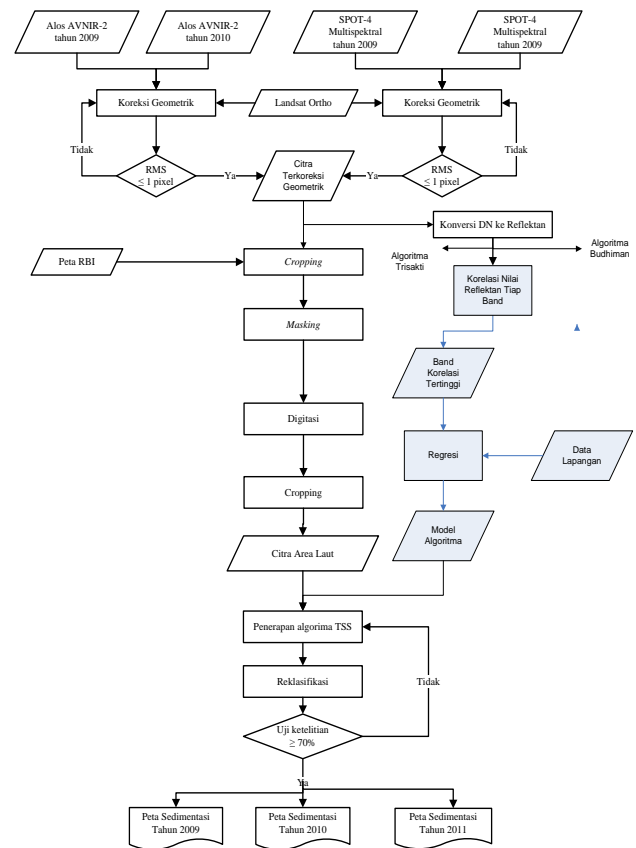 Alos AVNIR-2
tahun 2009
Alos AVNIR-2
tahun 2010
SPOT-4
Multispektral
tahun 2009
SPOT-4
Multispektral
tahun 2009
Koreksi Geometrik
Landsat Ortho
Koreksi Geometrik
Tidak
Tidak
RMS
≤ 1 pixel
Ya
Citra
Terkoreksi
Geometrik
Ya
RMS
≤ 1 pixel
Konversi DN ke Reflektan
Algoritma
Trisakti
Algoritma
Budhiman
Peta RBI
Cropping
Korelasi Nilai
Reflektan Tiap
Band
Masking
Band
Korelasi
Tertinggi
Digitasi
Regresi
Data
Lapangan
Cropping
Model
Algoritma
Citra Area Laut
Penerapan algorima TSS
Reklasifikasi
Tidak
Uji ketelitian
≥ 70%
Ya
Peta Sedimentasi
Tahun 2009
Peta Sedimentasi
Tahun 2010
Peta Sedimentasi
Tahun 2011